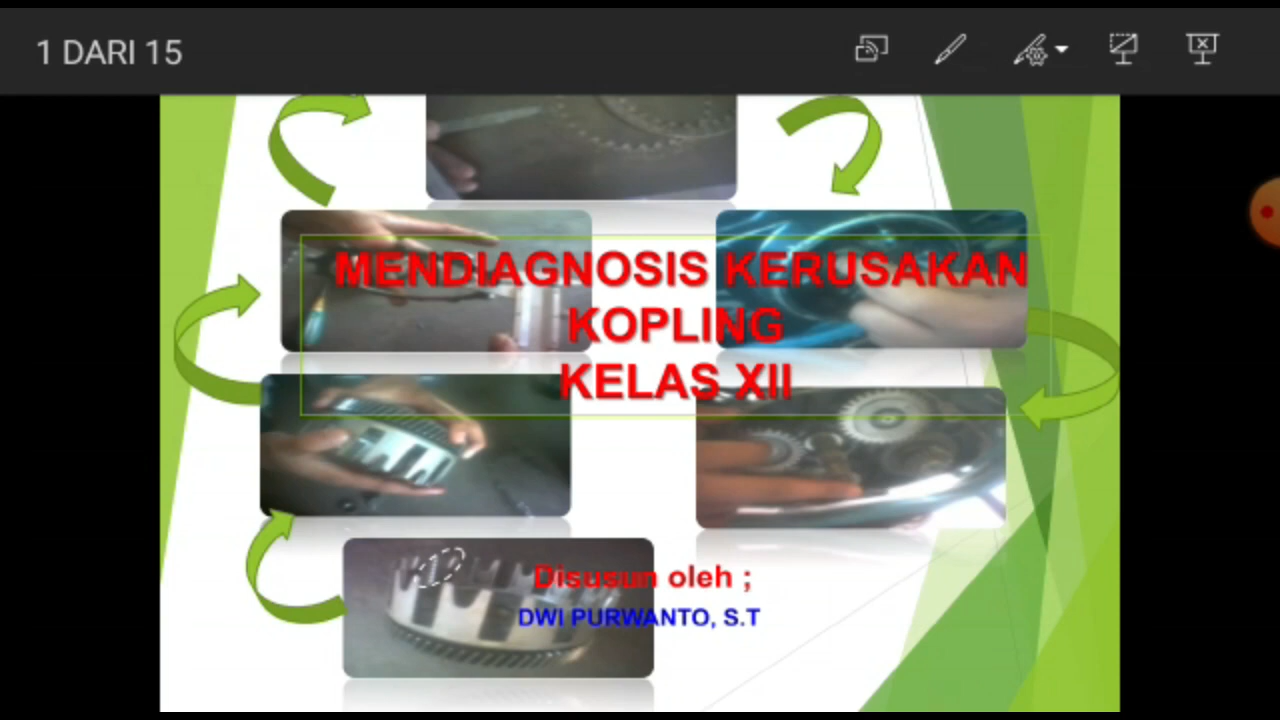 1 DARI 15
MENDIAGNOSIS KERUSAKAN
KOPLING
KELAS XII
Disusun oleh ;
DWI PURWANTO, S.T